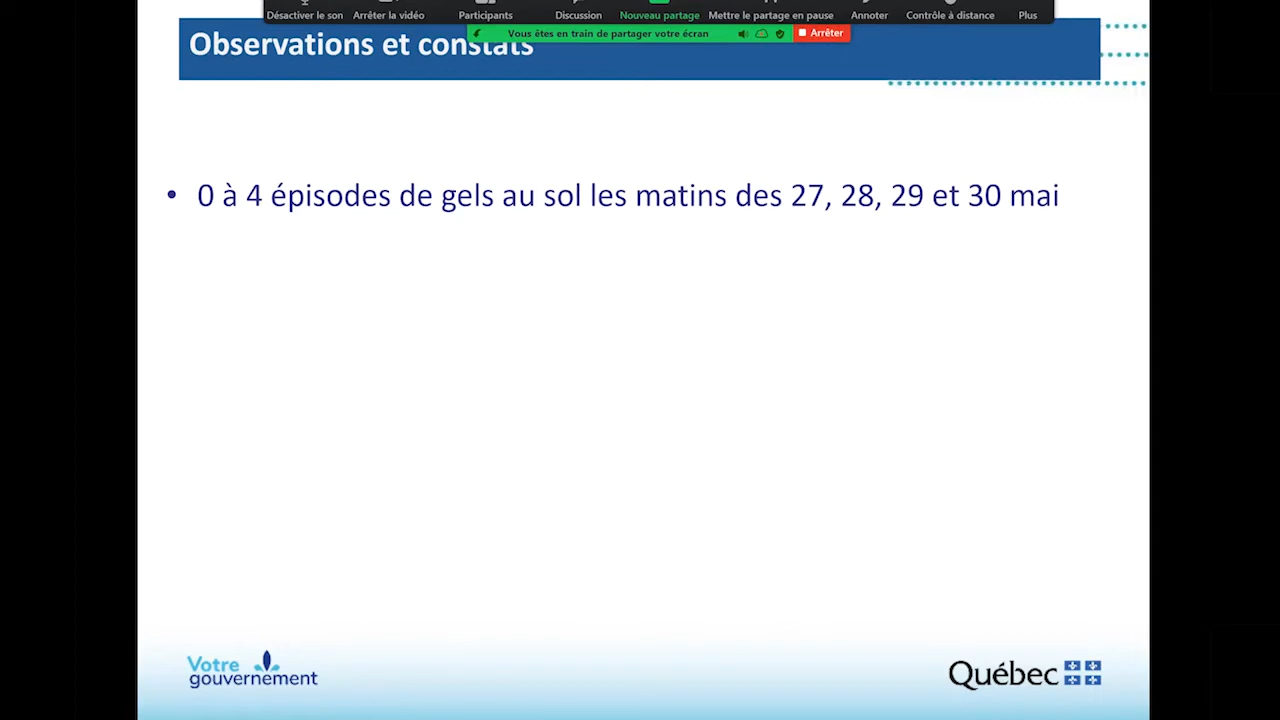 Désactiver le son Arrêter la vidéo Participants Discussion Nouveau partage Mettre le partage en pause Annoter Contrôle à distance Plus
Vous êtes en train de partager votre écran Arrêter
Observations et constats
• 0 à 4 épisodes de gels au sol les matins des 27, 28, 29 et 30 mai
Votre
gouvernement
Québec